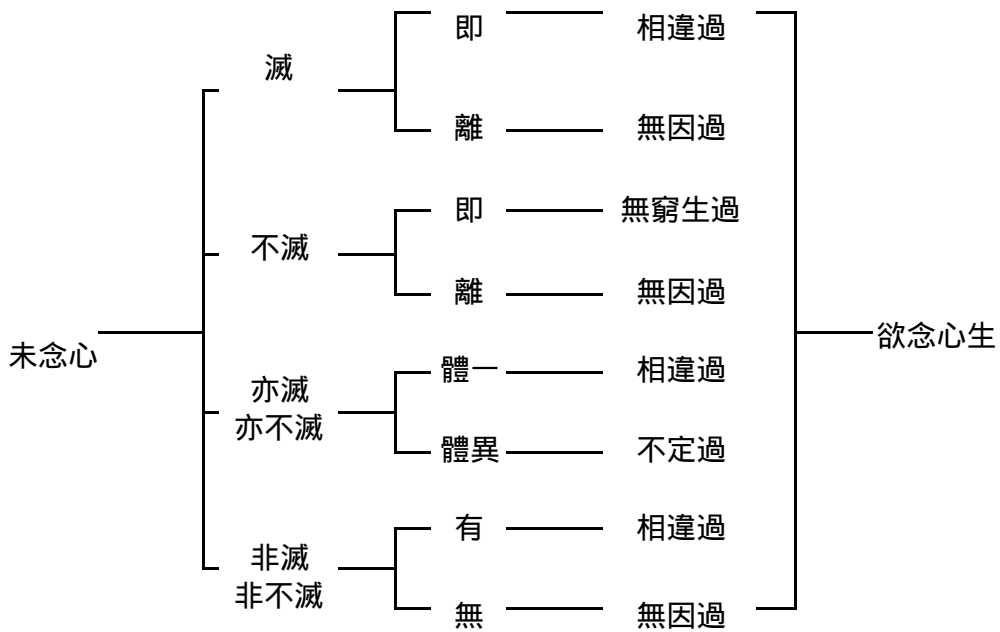 未念心
滅
即
相違過
離
無因過
不滅
即
無窮生過
離
無因過
亦滅
亦不滅
體一
相違過
體異
不定過
非滅
非不滅
有
相違過
無
無因過
欲念心生